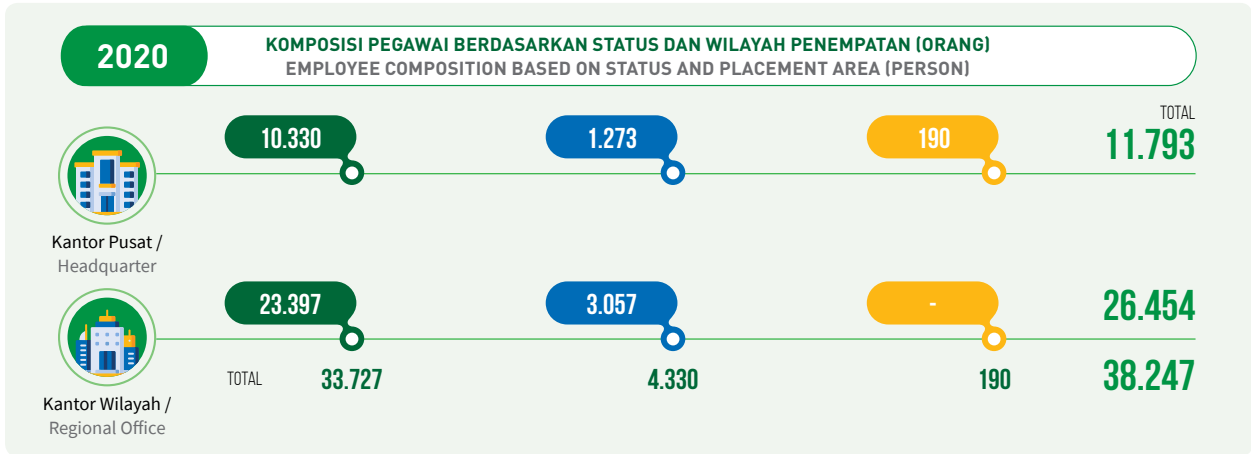 2020
KOMPOSISI PEGAWAI BERDASARKAN STATUS DAN WILAYAH PENEMPATAN (ORANG)
EMPLOYEE COMPOSITION BASED ON STATUS AND PLACEMENT AREA (PERSON)
TOTAL
10.330 1.273 190 11.793
Kantor Pusat /
Headquarter
23.397 3.057 - 26.454
TOTAL 33.727 4.330 190 38.247
Kantor Wilayah /
Regional Office